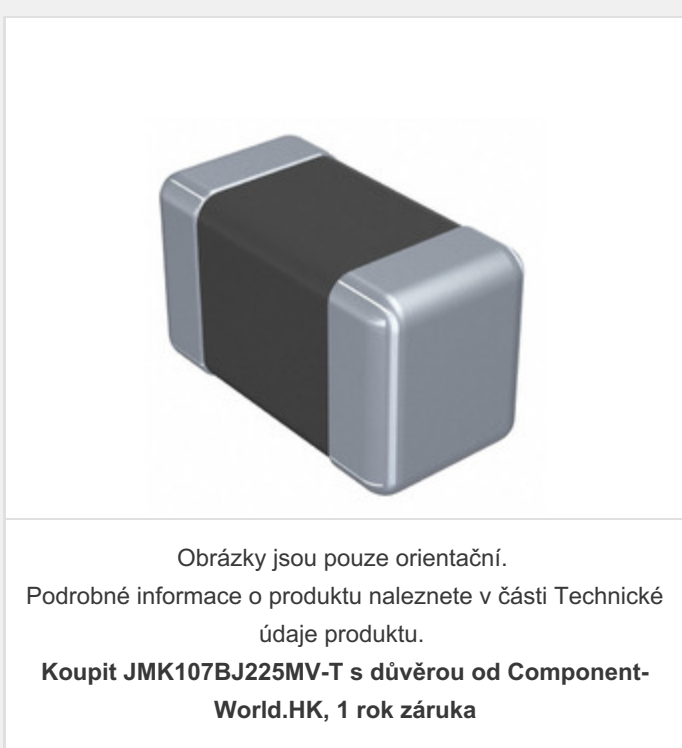 Obrázky jsou pouze orientační.
Podrobné informace o produktu naleznete v části Technické
údaje produktu.
Koupit JMK107BJ225MV-T s důvěrou od Component-
World.HK, 1 rok záruka